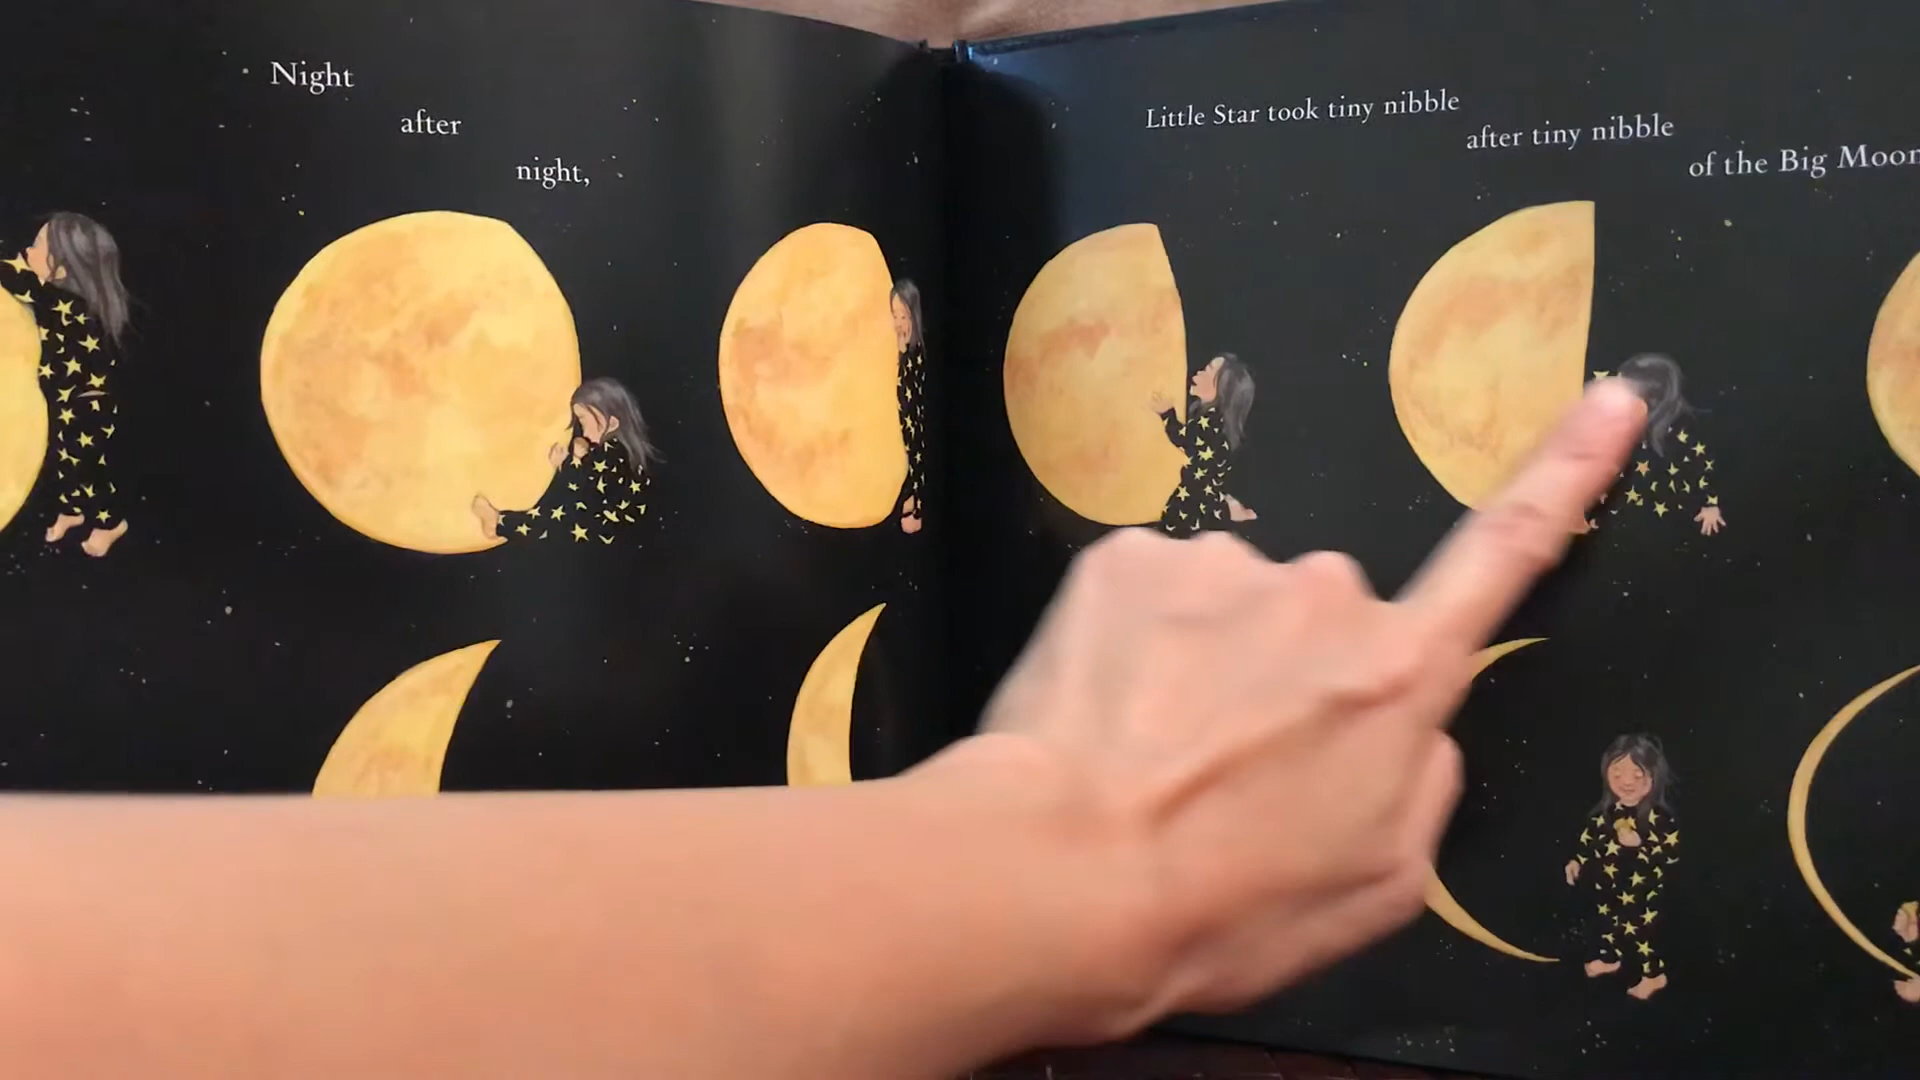 Night
after
night,
Little Star took tiny nibble
after tiny nibble
of the Big Moon